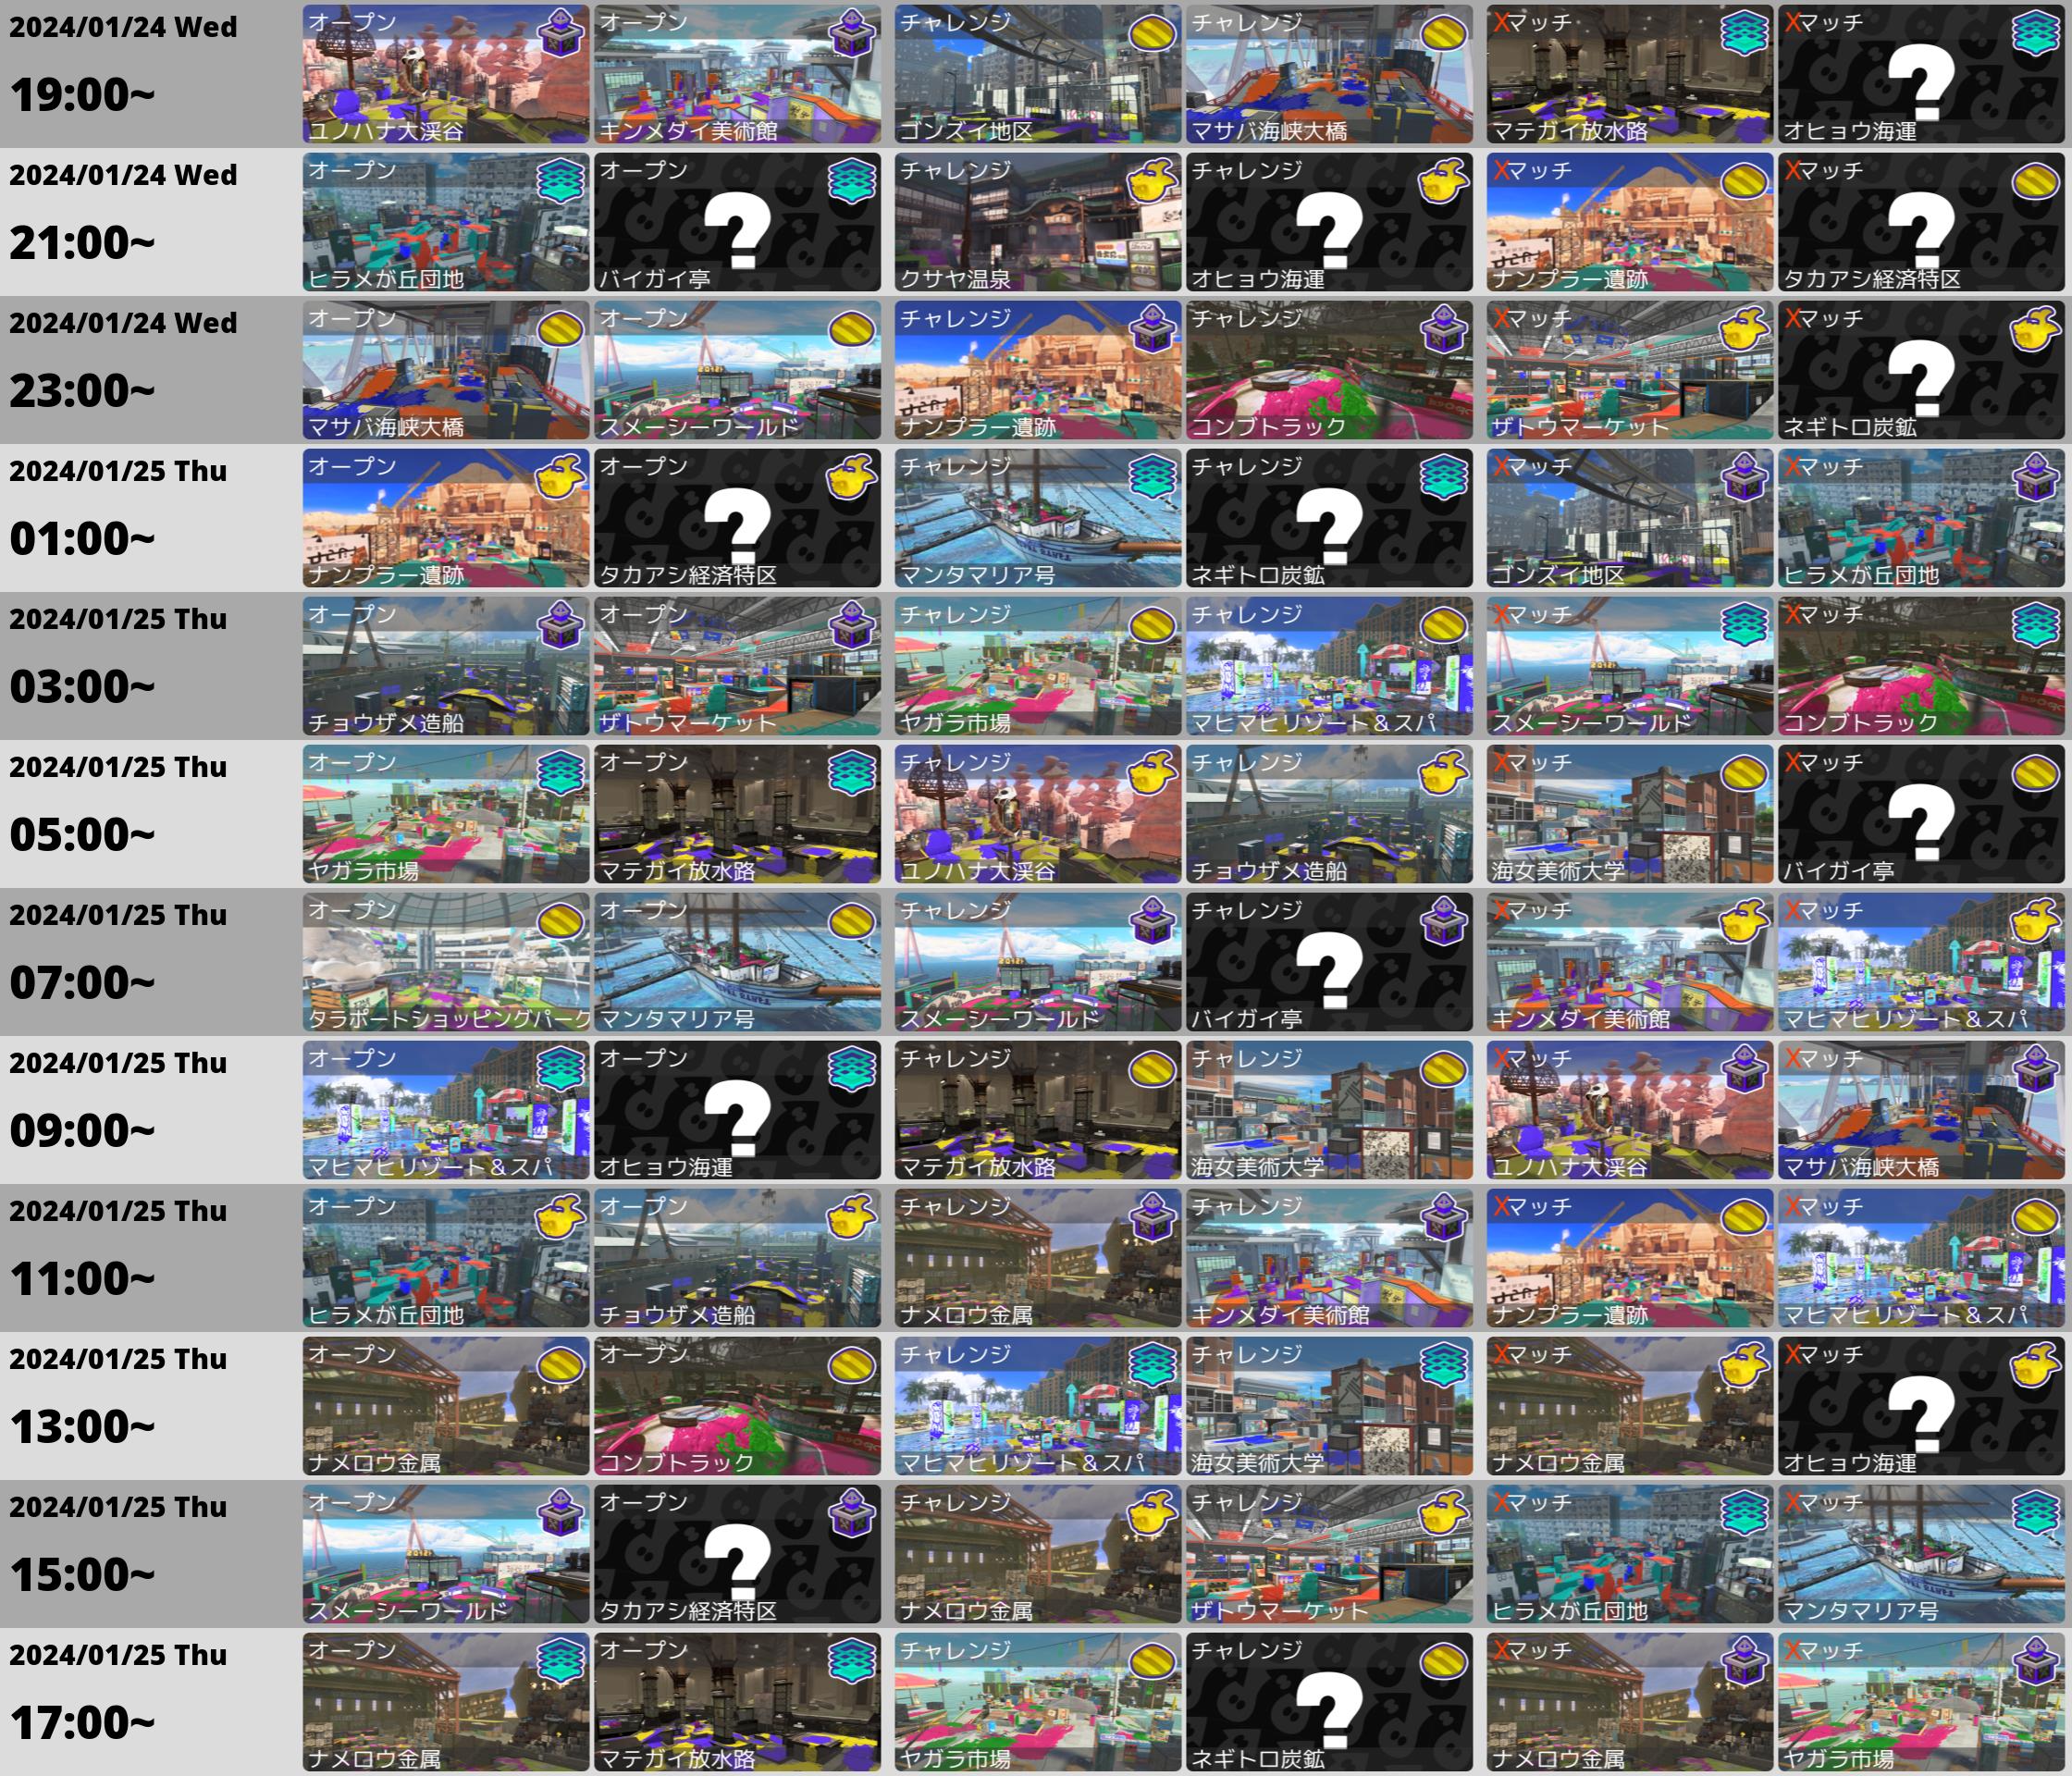 2024/01/24 Wed
19:00~
オープン
ユノハナ大渓谷
オープン
キンメダイ美術館
チャレンジ
ゴンズイ地区
チャレンジ
マサバ海峡大橋
Xマッチ
マテガイ放水路
Xマッチ
?
オヒョウ海運
2024/01/24 Wed
21:00~
オープン
ヒラメが丘団地
オープン
?
バイガイ亭
チャレンジ
クサヤ温泉
チャレンジ
?
オヒョウ海運
Xマッチ
ナンプラー遺跡
Xマッチ
?
タカアシ経済特区
2024/01/24 Wed
23:00~
オープン
マサバ海峡大橋
オープン
スメーシーワールド
チャレンジ
ナンプラー遺跡
チャレンジ
コンブトラック
Xマッチ
ザトウマーケット
Xマッチ
?
ネギトロ炭鉱
2024/01/25 Thu
01:00~
オープン
ナンプラー遺跡
オープン
?
タカアシ経済特区
チャレンジ
マンタマリア号
チャレンジ
?
ネギトロ炭鉱
Xマッチ
ゴンズイ地区
Xマッチ
ヒラメが丘団地
2024/01/25 Thu
03:00~
オープン
チョウザメ造船
オープン
ザトウマーケット
チャレンジ
ヤガラ市場
チャレンジ
マヒマヒリゾート&スパ
Xマッチ
スメーシーワールド
Xマッチ
コンブトラック
2024/01/25 Thu
05:00~
オープン
ヤガラ市場
オープン
マテガイ放水路
チャレンジ
ユノハナ大渓谷
チャレンジ
チョウザメ造船
Xマッチ
海女美術大学
Xマッチ
?
バイガイ亭
2024/01/25 Thu
07:00~
オープン
タラポートショッピングパーク
オープン
マンタマリア号
チャレンジ
スメーシーワールド
チャレンジ
?
バイガイ亭
Xマッチ
キンメダイ美術館
Xマッチ
マヒマヒリゾート&スパ
2024/01/25 Thu
09:00~
オープン
マヒマヒリゾート&スパ
オープン
?
オヒョウ海運
チャレンジ
マテガイ放水路
チャレンジ
海女美術大学
Xマッチ
ユノハナ大渓谷
Xマッチ
マサバ海峡大橋
2024/01/25 Thu
11:00~
オープン
ヒラメが丘団地
オープン
チョウザメ造船
チャレンジ
ナメロウ金属
チャレンジ
キンメダイ美術館
Xマッチ
ナンプラー遺跡
Xマッチ
マヒマヒリゾート&スパ
2024/01/25 Thu
13:00~
オープン
ナメロウ金属
オープン
コンブトラック
チャレンジ
マヒマヒリゾート&スパ
チャレンジ
海女美術大学
Xマッチ
ナメロウ金属
Xマッチ
?
オヒョウ海運
2024/01/25 Thu
15:00~
オープン
スメーシーワールド
オープン
?
タカアシ経済特区
チャレンジ
ナメロウ金属
チャレンジ
ザトウマーケット
Xマッチ
ヒラメが丘団地
Xマッチ
マンタマリア号
2024/01/25 Thu
17:00~
オープン
ナメロウ金属
オープン
マテガイ放水路
チャレンジ
ヤガラ市場
チャレンジ
?
ネギトロ炭鉱
Xマッチ
ナメロウ金属
Xマッチ
ヤガラ市場